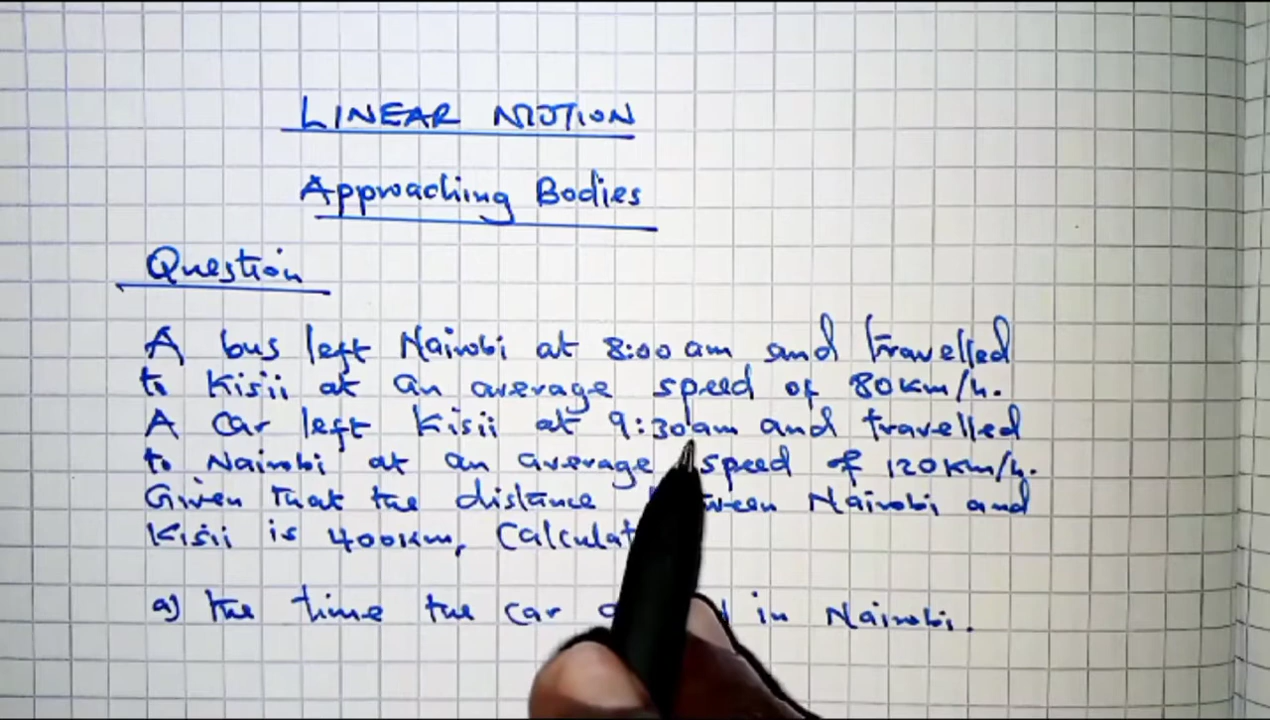 LINEAR MOTION
Approaching Bodies
Question
A bus left Nairobi at 8:00 am and travelled
to Kisii at an average speed of 80km/h.
A car left Kisii at 9:30am and travelled
to Nairobi at an average speed of 120km/h.
Given that the distance Nairobi and
Kisii is 400km,
a) the time the car in Nairobi.